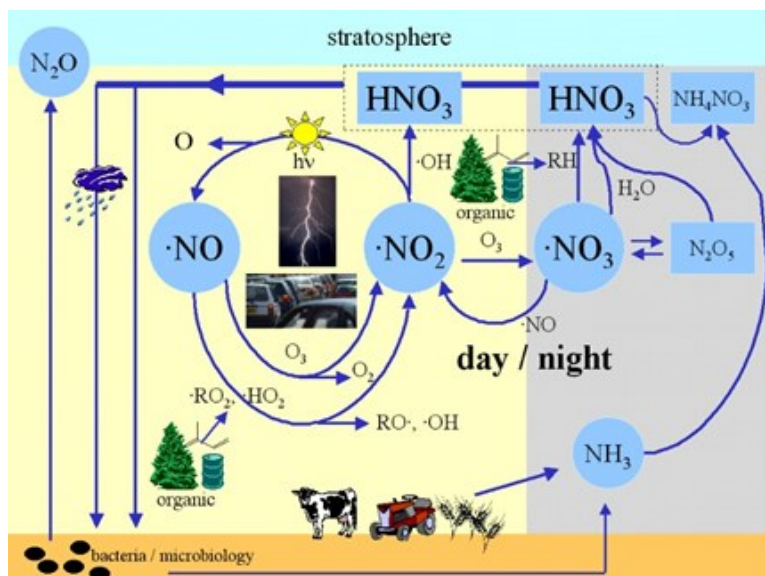 stratosphere
N₂O
HNO₃
HNO₃
NH₄NO₃
O
hν
·OH
RH
organic
H₂O
·NO
·NO₂
O₃
·NO₃
N₂O₅
·NO
O₃
O₂
day / night
·RO₂, ·HO₂
RO·, ·OH
organic
NH₃
bacteria / microbiology